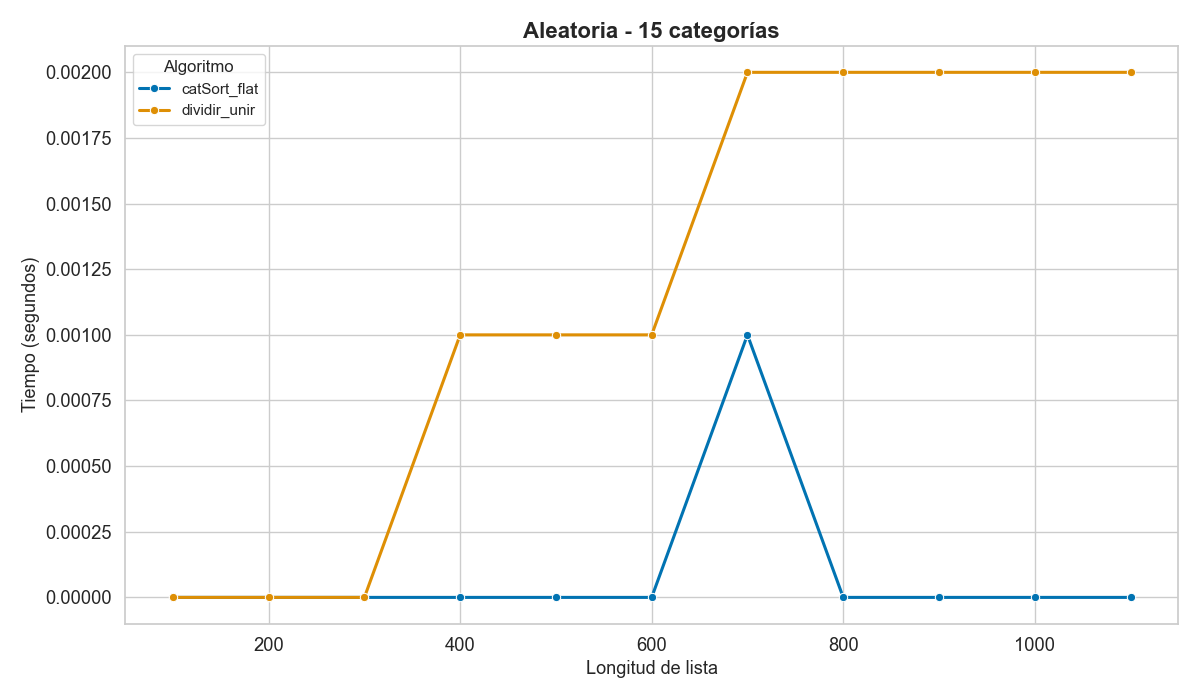 Aleatoria - 15 categorías
Algoritmo
catSort_flat
dividir_unir
Tiempo (segundos)
0.00200
0.00175
0.00150
0.00125
0.00100
0.00075
0.00050
0.00025
0.00000
200 400 600 800 1000
Longitud de lista